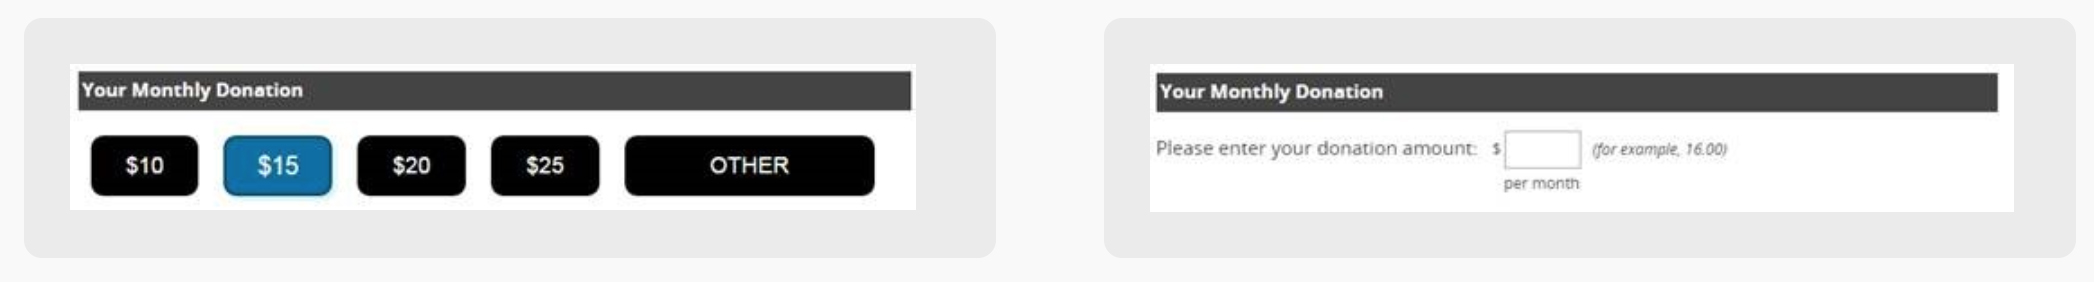 Your Monthly Donation
$10 $15 $20 $25 OTHER
Your Monthly Donation
Please enter your donation amount: $ (for example, 16.00)
per month